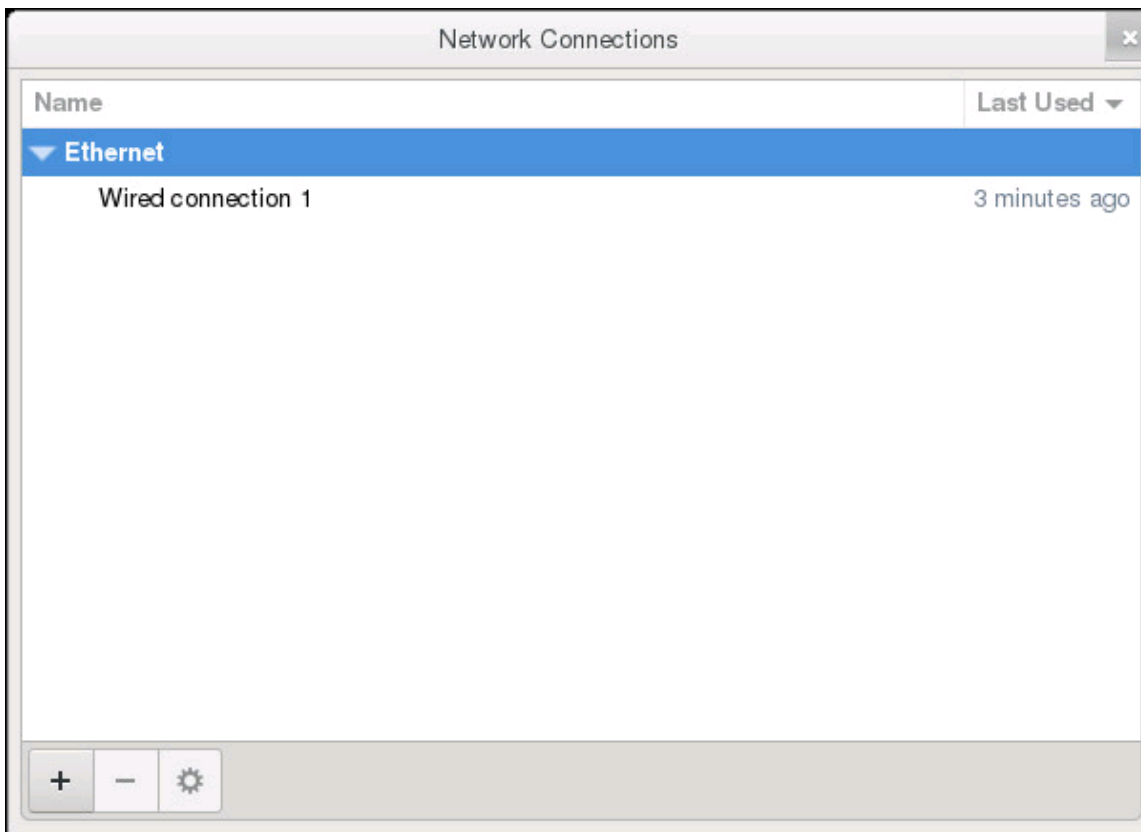 Network Connections
Name Last Used
Ethernet
Wired connection 1 3 minutes ago